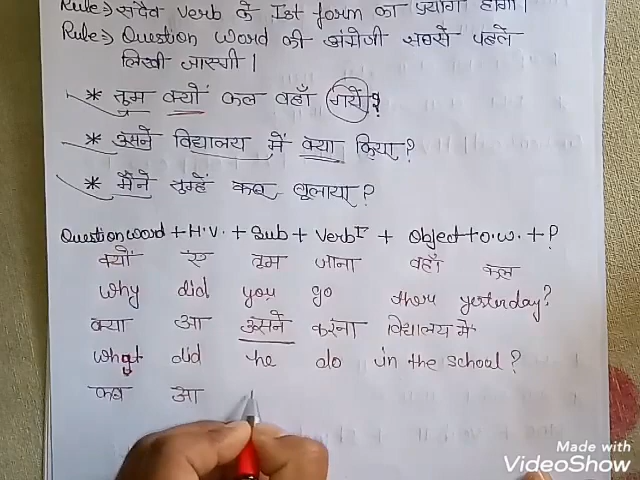 Rule:→ सदैव Verb के Ist form का प्रयोग होगा।
Rule:→ Question word की अंग्रेजी सबसे पहले
लिखी जाएगी।
* तुम क्यों कल वहाँ गये?
* उसने विद्यालय में क्या किया?
* मैंने तुम्हें कब बुलाया?
Question word + H.V. + Sub + Verb I + Object + O.W. + ?
क्यों तुम जाना वहाँ कल
why did you go there yesterday?
क्या आ उसने करना विद्यालय में
what did he do in the school?
कब आ
Made with
VideoShow